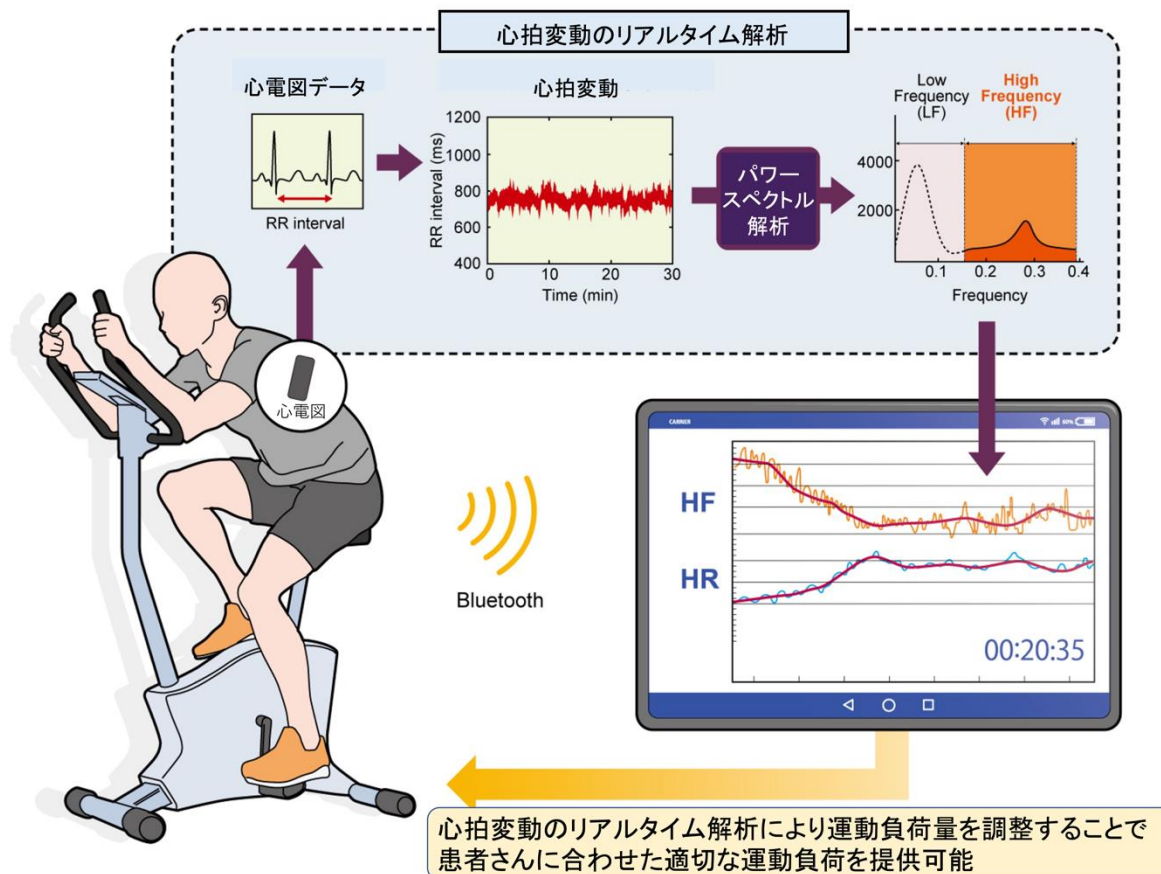 心拍変動のリアルタイム解析
心電図データ
RR interval
心拍変動
RR interval (ms)
1200
1000
800
600
400
0
10
20
30
Time (min)
パワー
スペクトル
解析
Low
Frequency
(LF)
High
Frequency
(HF)
4000
2000
0.1
0.2
0.3
0.4
Frequency
心電図
Bluetooth
CARRIER
60%
HF
HR
00:20:35
心拍変動のリアルタイム解析により運動負荷量を調整することで
患者さんに合わせた適切な運動負荷を提供可能